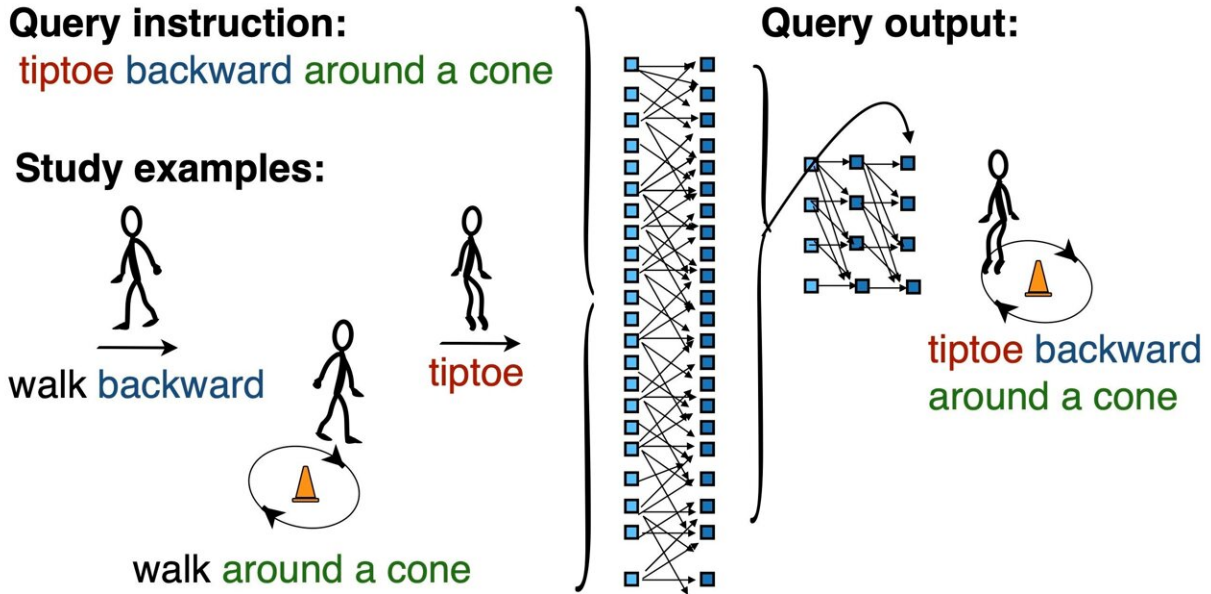 Query instruction:
tiptoe backward around a cone
Study examples:
walk backward
tiptoe
walk around a cone
Query output:
tiptoe backward
around a cone